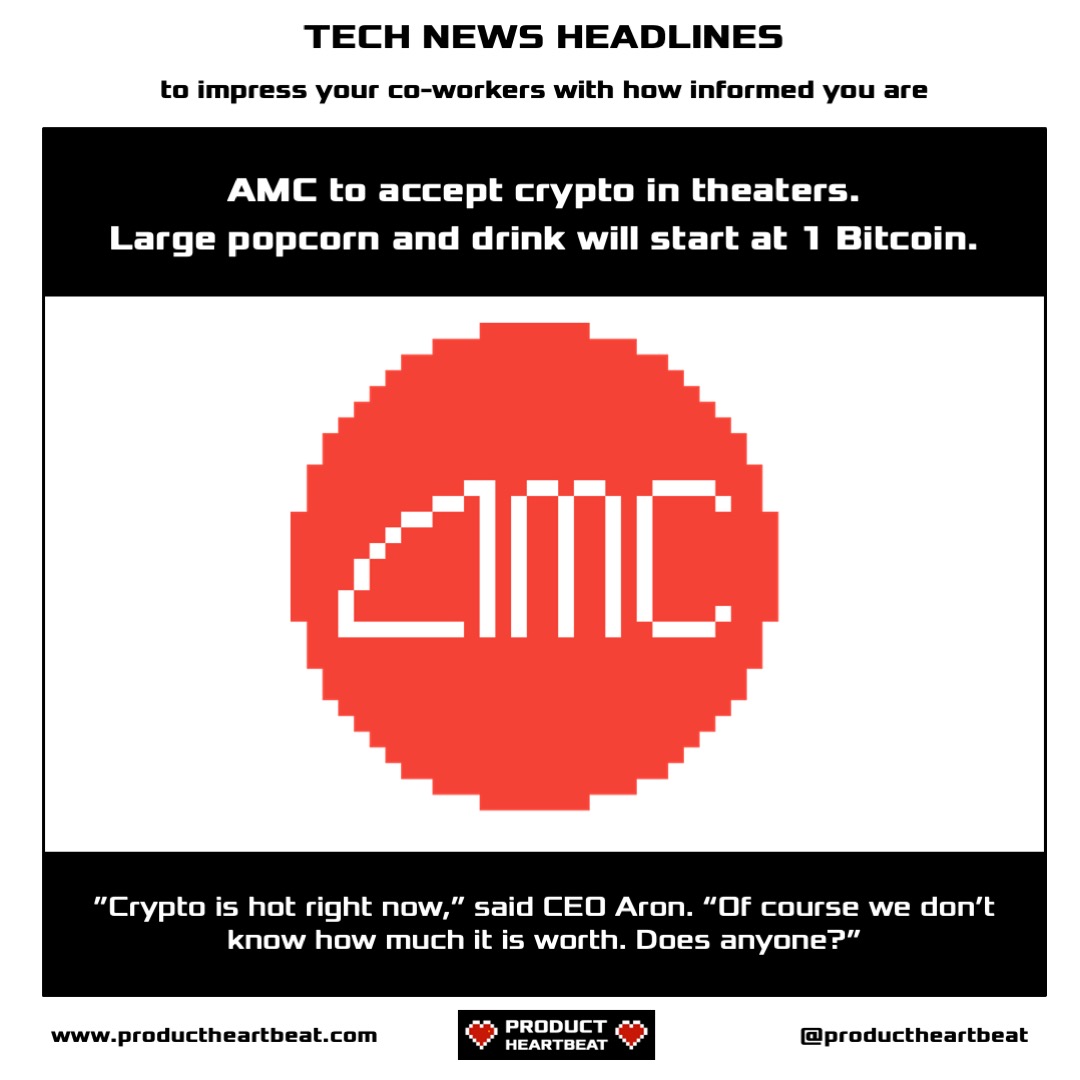 TECH NEWS HEADLINES
to impress your co-workers with how informed you are
AMC to accept crypto in theaters.
Large popcorn and drink will start at 1 Bitcoin.
amc
”Crypto is hot right now,” said CEO Aron. “Of course we don’t
know how much it is worth. Does anyone?”
www.productheartbeat.com
PRODUCT
HEARTBEAT
@productheartbeat